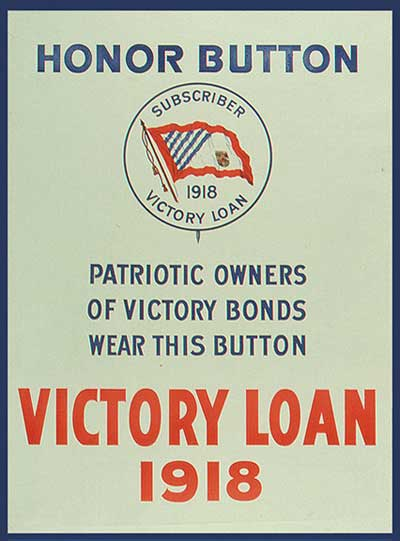 HONOR BUTTON
SUBSCRIBER
1918
VICTORY LOAN
PATRIOTIC OWNERS
OF VICTORY BONDS
WEAR THIS BUTTON
VICTORY LOAN
1918